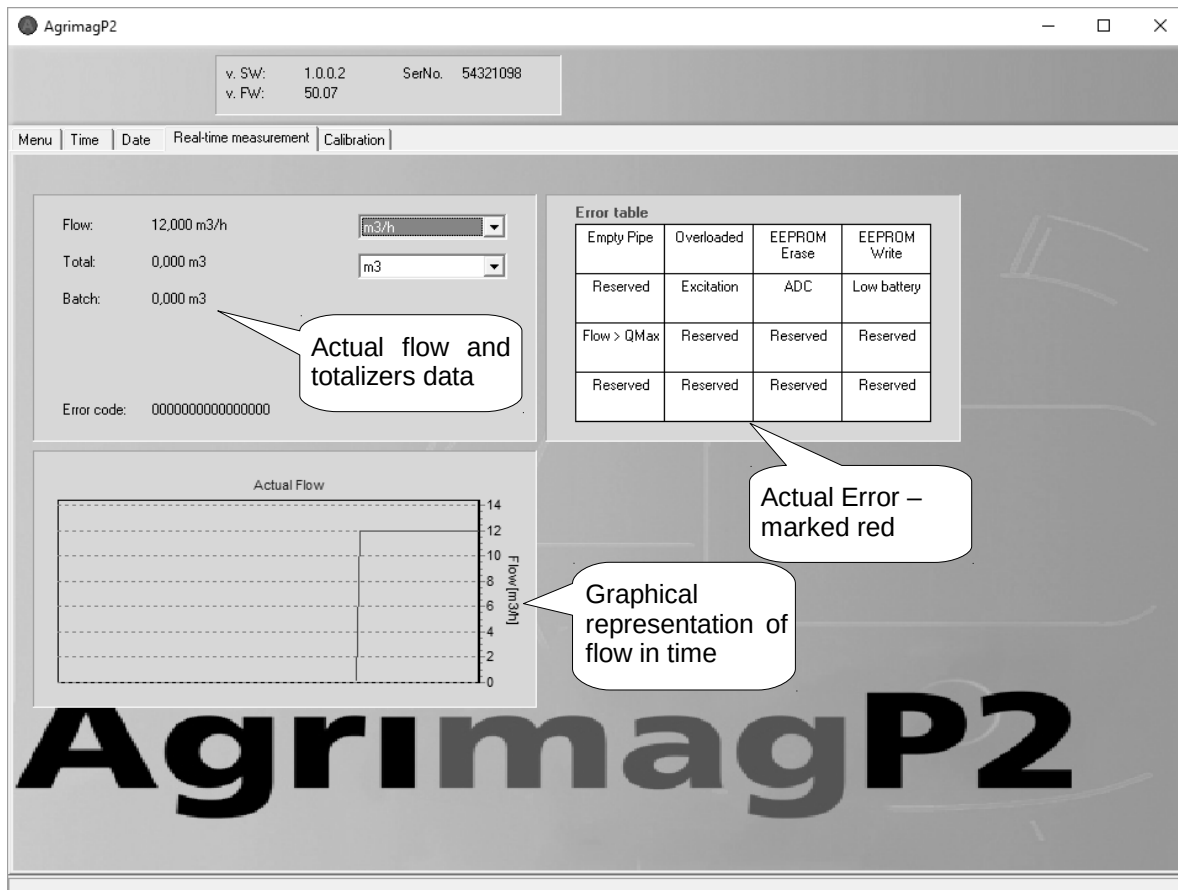 AgrimagP2
v. SW: 1.0.0.2 SerNo. 54321098
v. FW: 50.07
Menu Time Date Real-time measurement Calibration
Flow: 12,000 m3/h m3/h
Total: 0,000 m3 m3
Batch: 0,000 m3
Actual flow and
totalizers data
Error code: 0000000000000000
Error table
Empty Pipe Overloaded EEPROM Erase EEPROM Write
Reserved Excitation ADC Low battery
Flow > QMax Reserved Reserved Reserved
Reserved Reserved Reserved Reserved
Actual Error –
marked red
Actual Flow
14
12
10
8
6
4
2
0
Flow [m3/h]
Graphical
representation of
flow in time
AgrimagP2